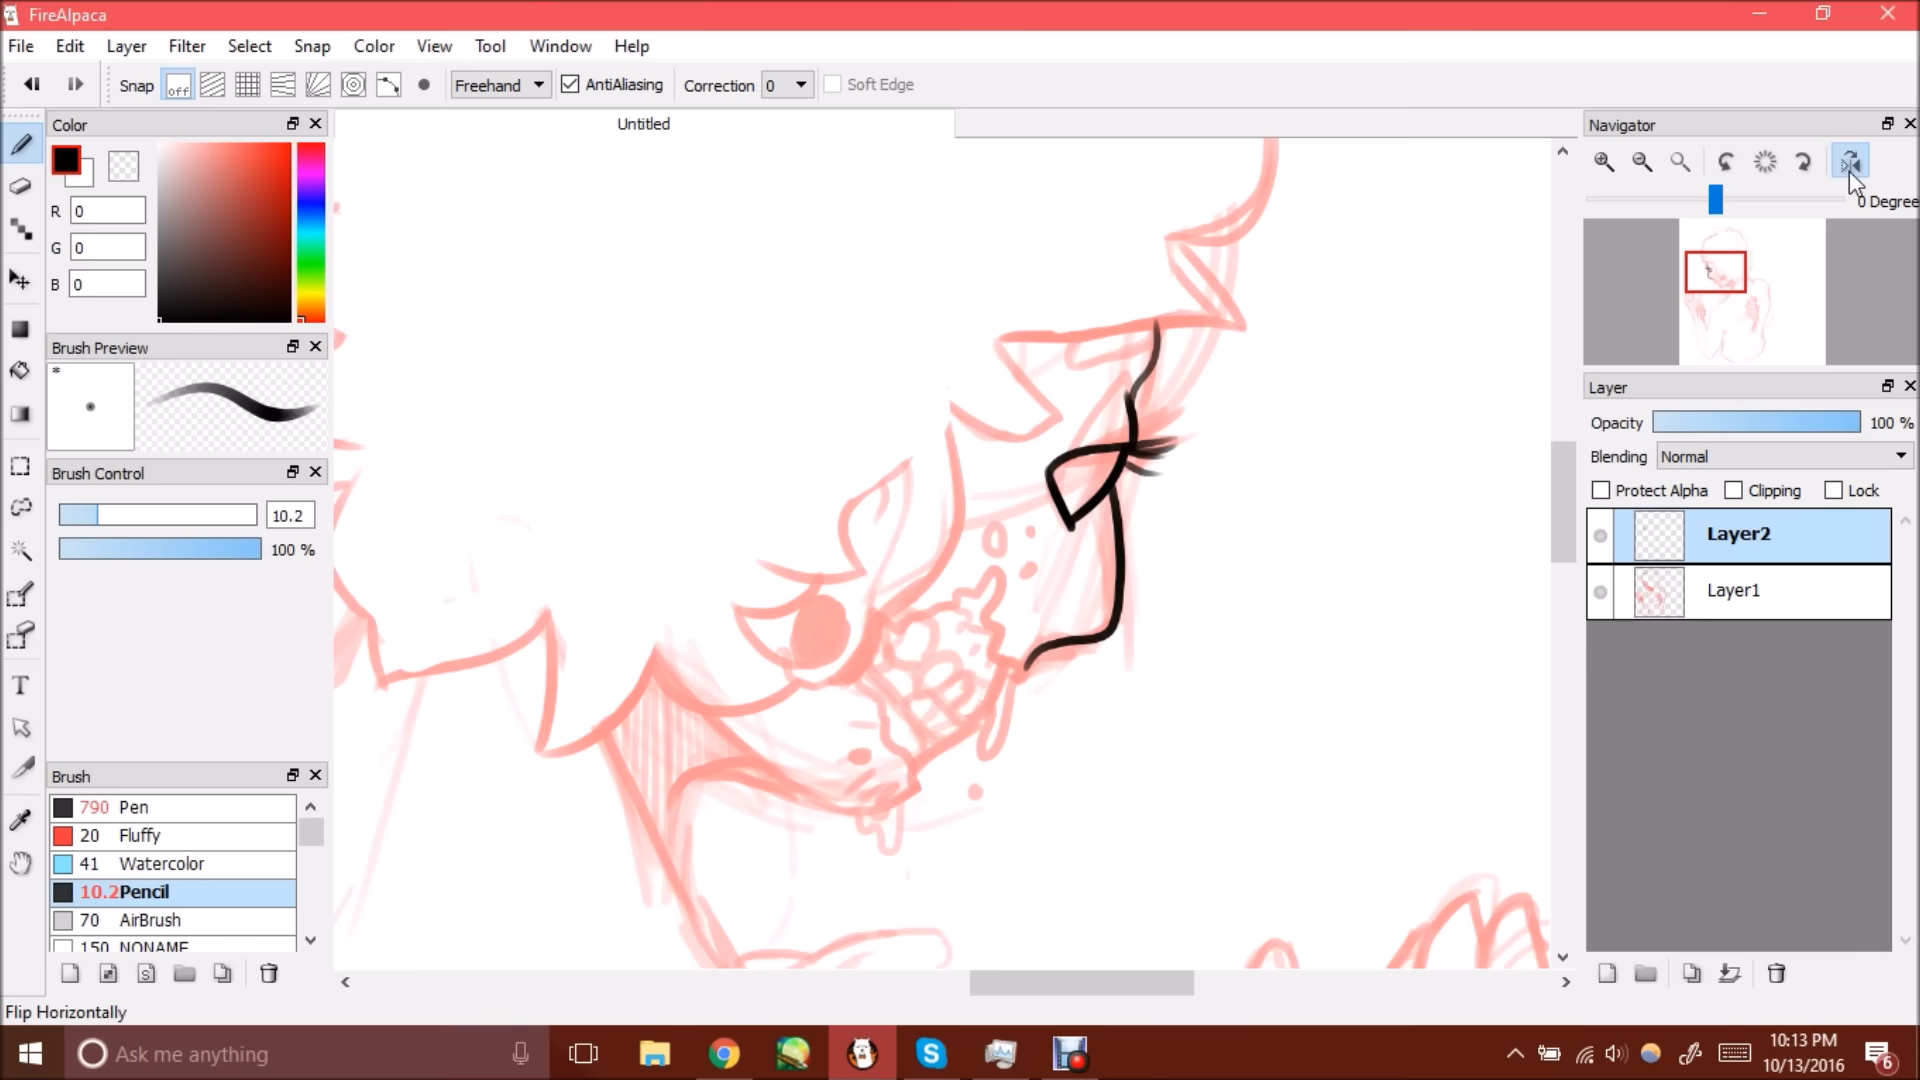 FireAlpaca
File Edit Layer Filter Select Snap Color View Tool Window Help
Snap off Freehand AntiAliasing Correction 0 Soft Edge
Color
Untitled
Navigator
R 0
G 0
B 0
0 Degree
Brush Preview
*
Layer
Opacity 100 %
Blending Normal
Protect Alpha Clipping Lock
Brush Control
10.2
100 %
Layer2
Layer1
Brush
790 Pen
20 Fluffy
41 Watercolor
10.2 Pencil
70 AirBrush
150 NONAME
S
Flip Horizontally
Ask me anything
10:13 PM
10/13/2016
6